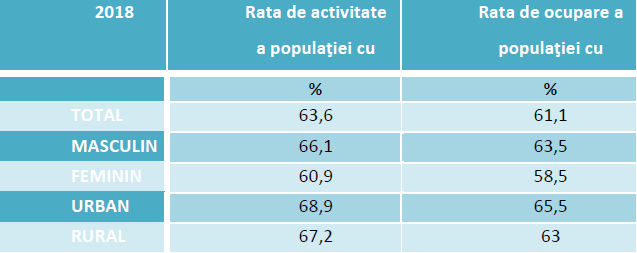 2018 Rata de activitate Rata de ocupare a
a populaţiei cu populaţiei cu
% %
TOTAL 63,6 61,1
MASCULIN 66,1 63,5
FEMININ 60,9 58,5
URBAN 68,9 65,5
RURAL 67,2 63